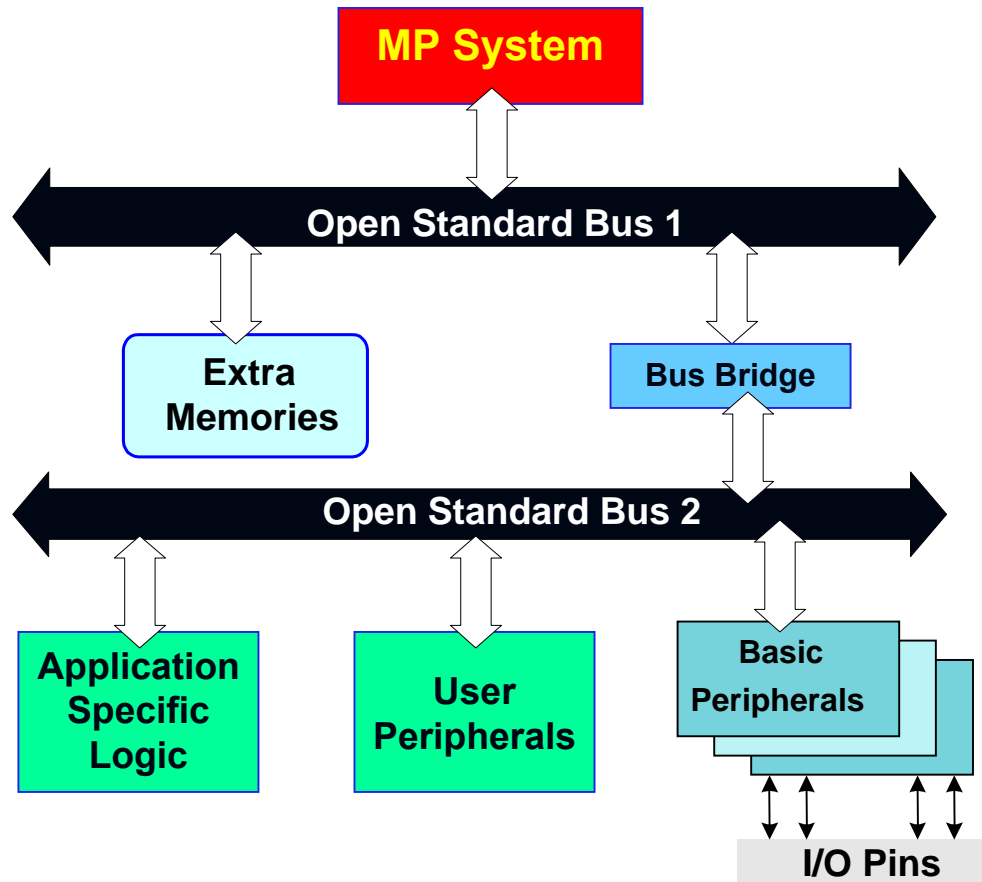 MP System
Open Standard Bus 1
Extra
Memories
Bus Bridge
Open Standard Bus 2
Application
Specific
Logic
User
Peripherals
Basic
Peripherals
I/O Pins